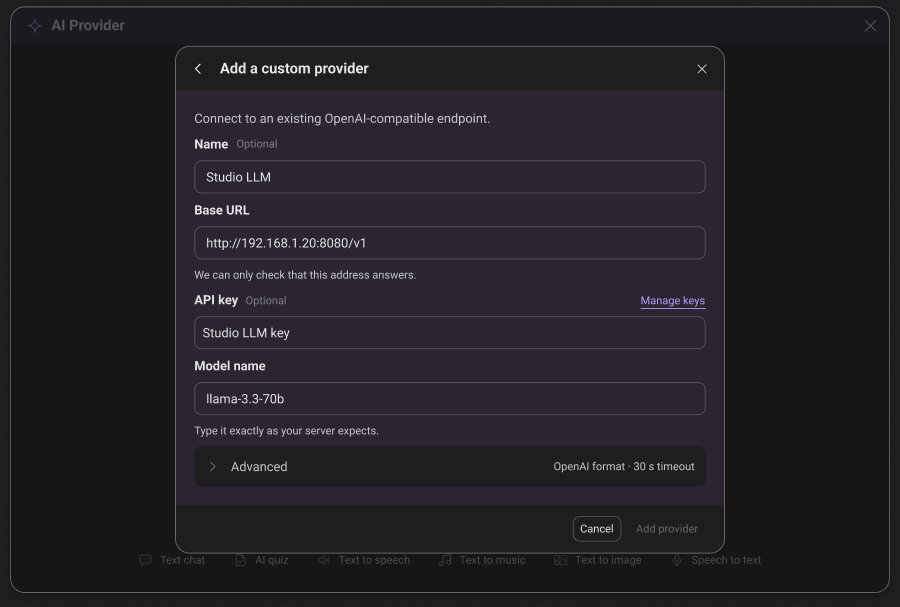 AI Provider
Add a custom provider
Connect to an existing OpenAI-compatible endpoint.
Name Optional
Studio LLM
Base URL
http://192.168.1.20:8080/v1
We can only check that this address answers.
API key Optional Manage keys
Studio LLM key
Model name
llama-3.3-70b
Type it exactly as your server expects.
Advanced OpenAI format · 30 s timeout
Cancel Add provider
Text chat AI quiz Text to speech Text to music Text to image Speech to text